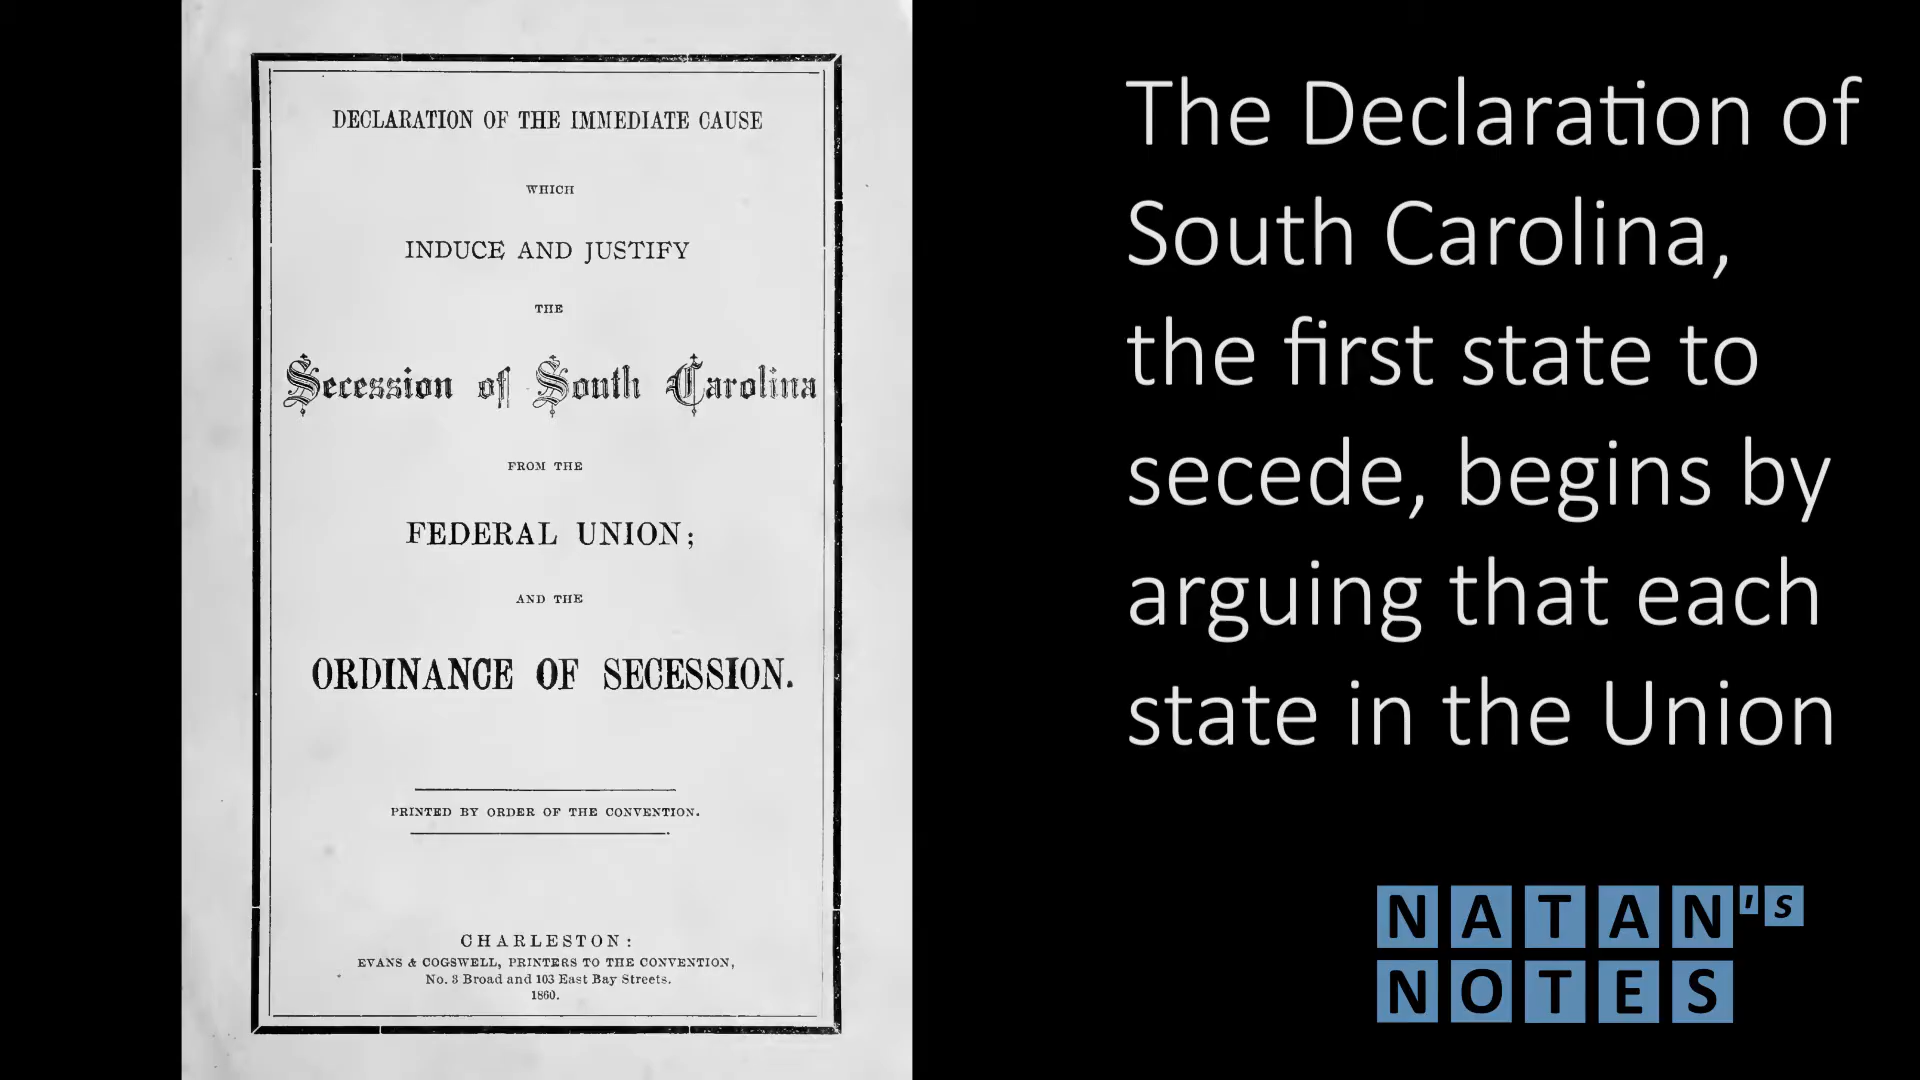 DECLARATION OF THE IMMEDIATE CAUSE
WHICH
INDUCE AND JUSTIFY
THE
Secession of South Carolina
FROM THE
FEDERAL UNION;
AND THE
ORDINANCE OF SECESSION.
PRINTED BY ORDER OF THE CONVENTION.
CHARLESTON:
EVANS & COGSWELL, PRINTERS TO THE CONVENTION,
No. 3 Broad and 103 East Bay Streets.
1860.
The Declaration of
South Carolina,
the first state to
secede, begins by
arguing that each
state in the Union
NATAN's
NOTES